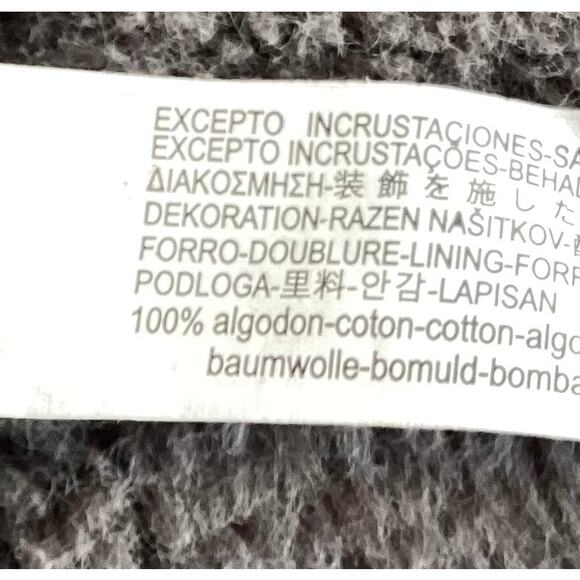 EXCEPTO INCRUSTACIONES-SA
EXCEPTO INCRUSTAÇÕES-BEHA
ΔΙΑΚΟΣΜΗΣΗ-装飾を施した
DEKORATION-RAZEN NAŠITKOV-
FORRO-DOUBLURE-LINING-FORR
PODLOGA-里料-안감-LAPISAN
100% algodon-coton-cotton-algo
baumwolle-bomuld-bomba